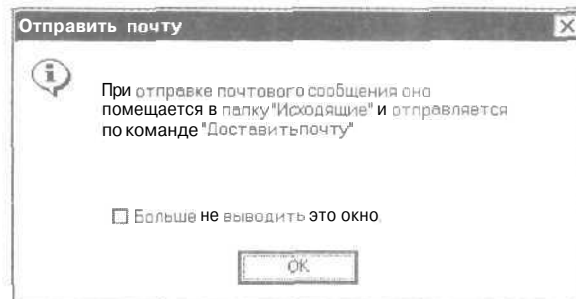 Отправить почту
При отправке почтового сообщения оно
помещается в папку "Исходящие" и отправляется
по команде "Доставить почту"
Больше не выводить это окно.
OK